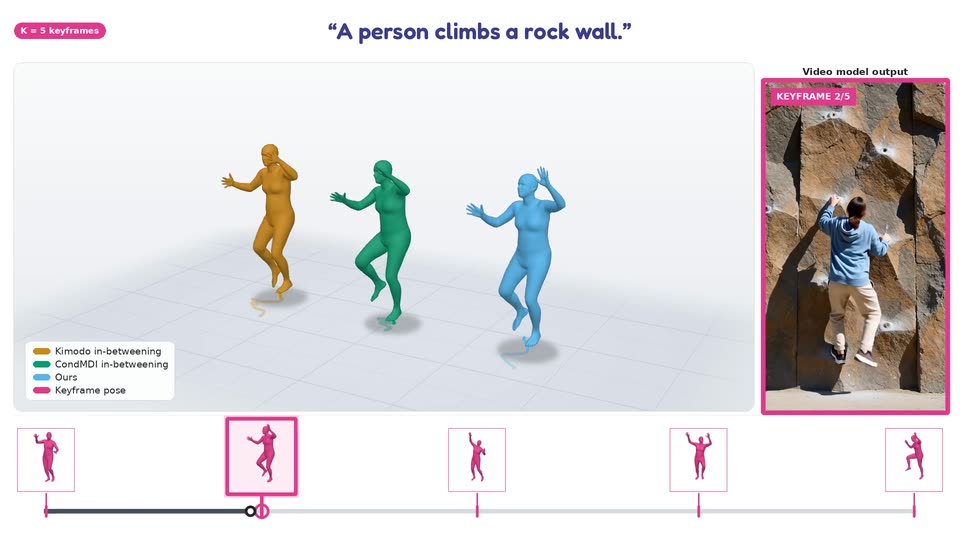 K = 5 keyframes
“A person climbs a rock wall.”
Video model output
KEYFRAME 2/5
Kimodo in-betweening
CondMDI in-betweening
Ours
Keyframe pose